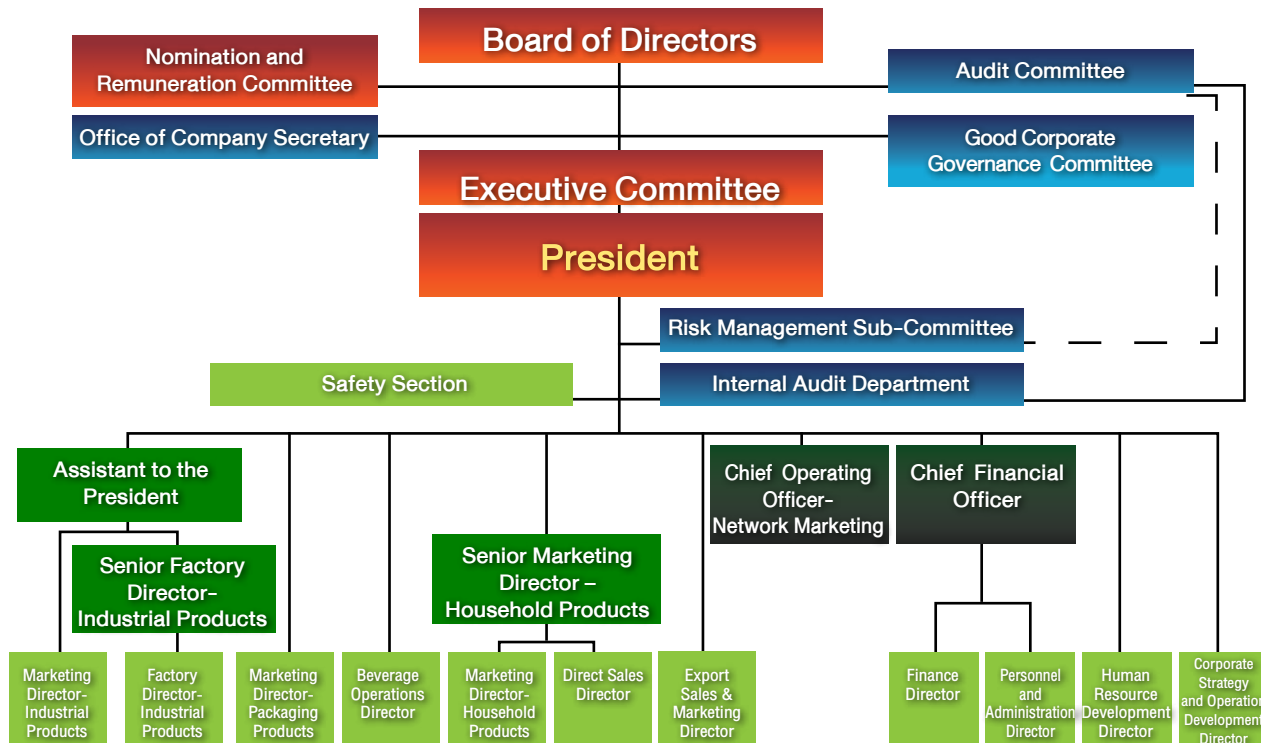 Board of Directors
Nomination and
Remuneration Committee
Audit Committee
Office of Company Secretary
Good Corporate
Governance Committee
Executive Committee
President
Risk Management Sub-Committee
Safety Section
Internal Audit Department
Assistant to the
President
Chief Operating
Officer-
Network Marketing
Chief Financial
Officer
Senior Factory
Director-
Industrial Products
Senior Marketing
Director –
Household Products
Marketing
Director-
Industrial
Products
Factory
Director-
Industrial
Products
Marketing
Director-
Packaging
Products
Beverage
Operations
Director
Marketing
Director-
Household
Products
Direct Sales
Director
Export
Sales &
Marketing
Director
Finance
Director
Personnel
and
Administration
Director
Human
Resource
Development
Director
Corporate
Strategy
and Operation
Development
Director